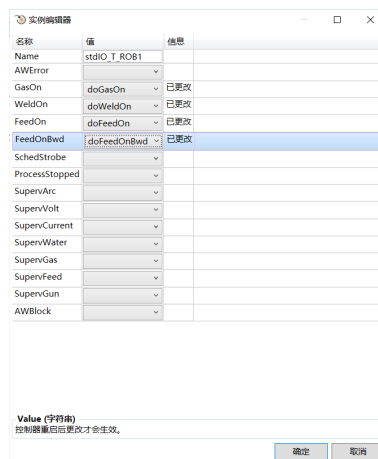 实例编辑器
名称 值 信息
Name stdIO_T_ROB1
AWError
GasOn doGasOn 已更改
WeldOn doWeldOn 已更改
FeedOn doFeedOn 已更改
FeedOnBwd doFeedOnBwd 已更改
SchedStrobe
ProcessStopped
SupervArc
SupervVolt
SupervCurrent
SupervWater
SupervGas
SupervFeed
SupervGun
AWBlock
Value (字符串)
控制器重启后更改才会生效。
确定 取消